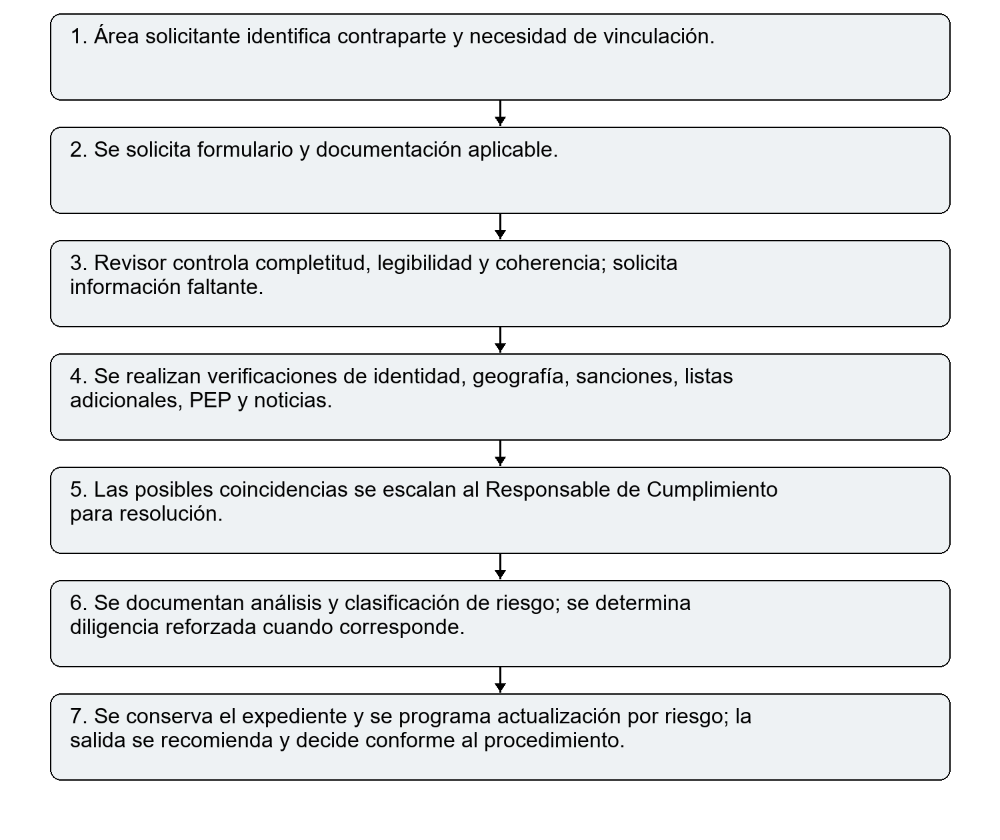 1. Área solicitante identifica contraparte y necesidad de vinculación.
2. Se solicita formulario y documentación aplicable.
3. Revisor controla completitud, legibilidad y coherencia; solicita
información faltante.
4. Se realizan verificaciones de identidad, geografía, sanciones, listas
adicionales, PEP y noticias.
5. Las posibles coincidencias se escalan al Responsable de Cumplimiento
para resolución.
6. Se documentan análisis y clasificación de riesgo; se determina
diligencia reforzada cuando corresponde.
7. Se conserva el expediente y se programa actualización por riesgo; la
salida se recomienda y decide conforme al procedimiento.